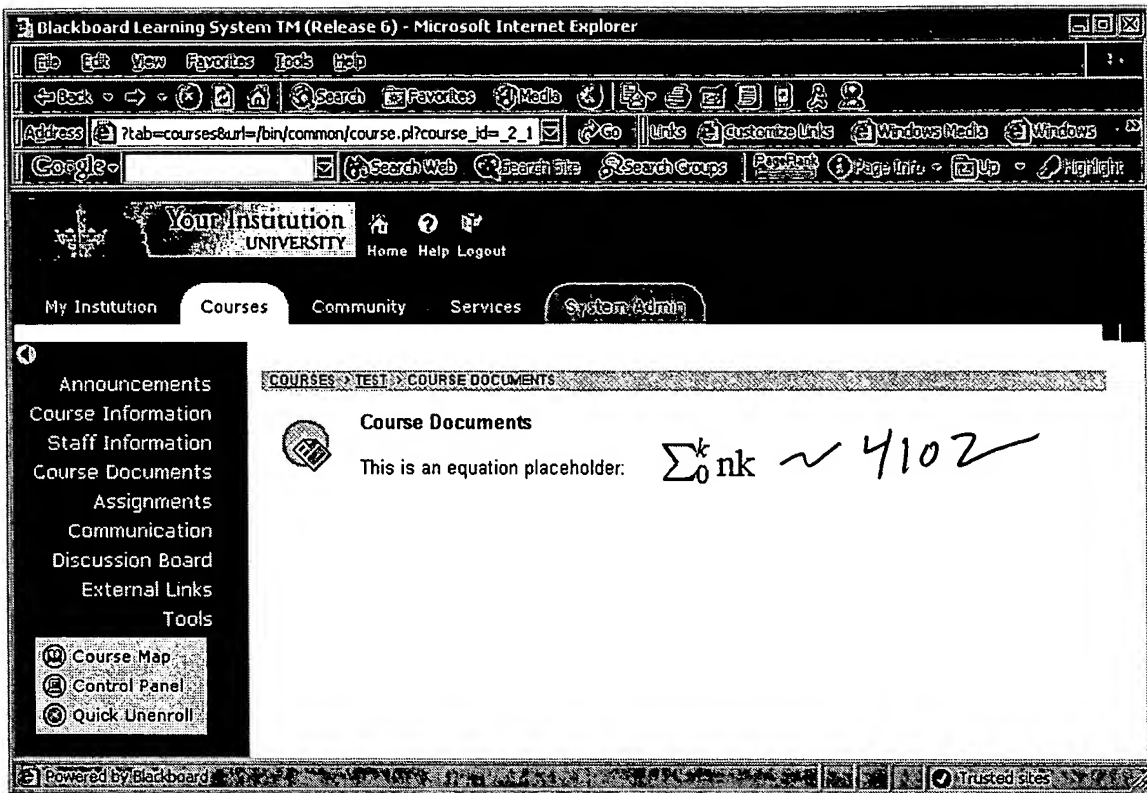 Blackboard Learning System TM (Release 6) - Microsoft Internet Explorer
File Edit View Favorites Tools Help
Back Search Favorites Media
Address ?tab=courses&url=/bin/common/course.pl?course_id=_2_1 Go Links Customize Links Windows Media Windows
Google Search Web Search Site Search Groups PageRank Page Info Up Highlight
Your Institution
UNIVERSITY
Home Help Logout
My Institution Courses Community Services System Admin
COURSES > TEST > COURSE DOCUMENTS
Announcements
Course Information
Staff Information
Course Documents
Assignments
Communication
Discussion Board
External Links
Tools
Course Map
Control Panel
Quick Unenroll
Course Documents
This is an equation placeholder: ∑₀ᵏ nk ~ 4102
Powered by Blackboard Trusted sites